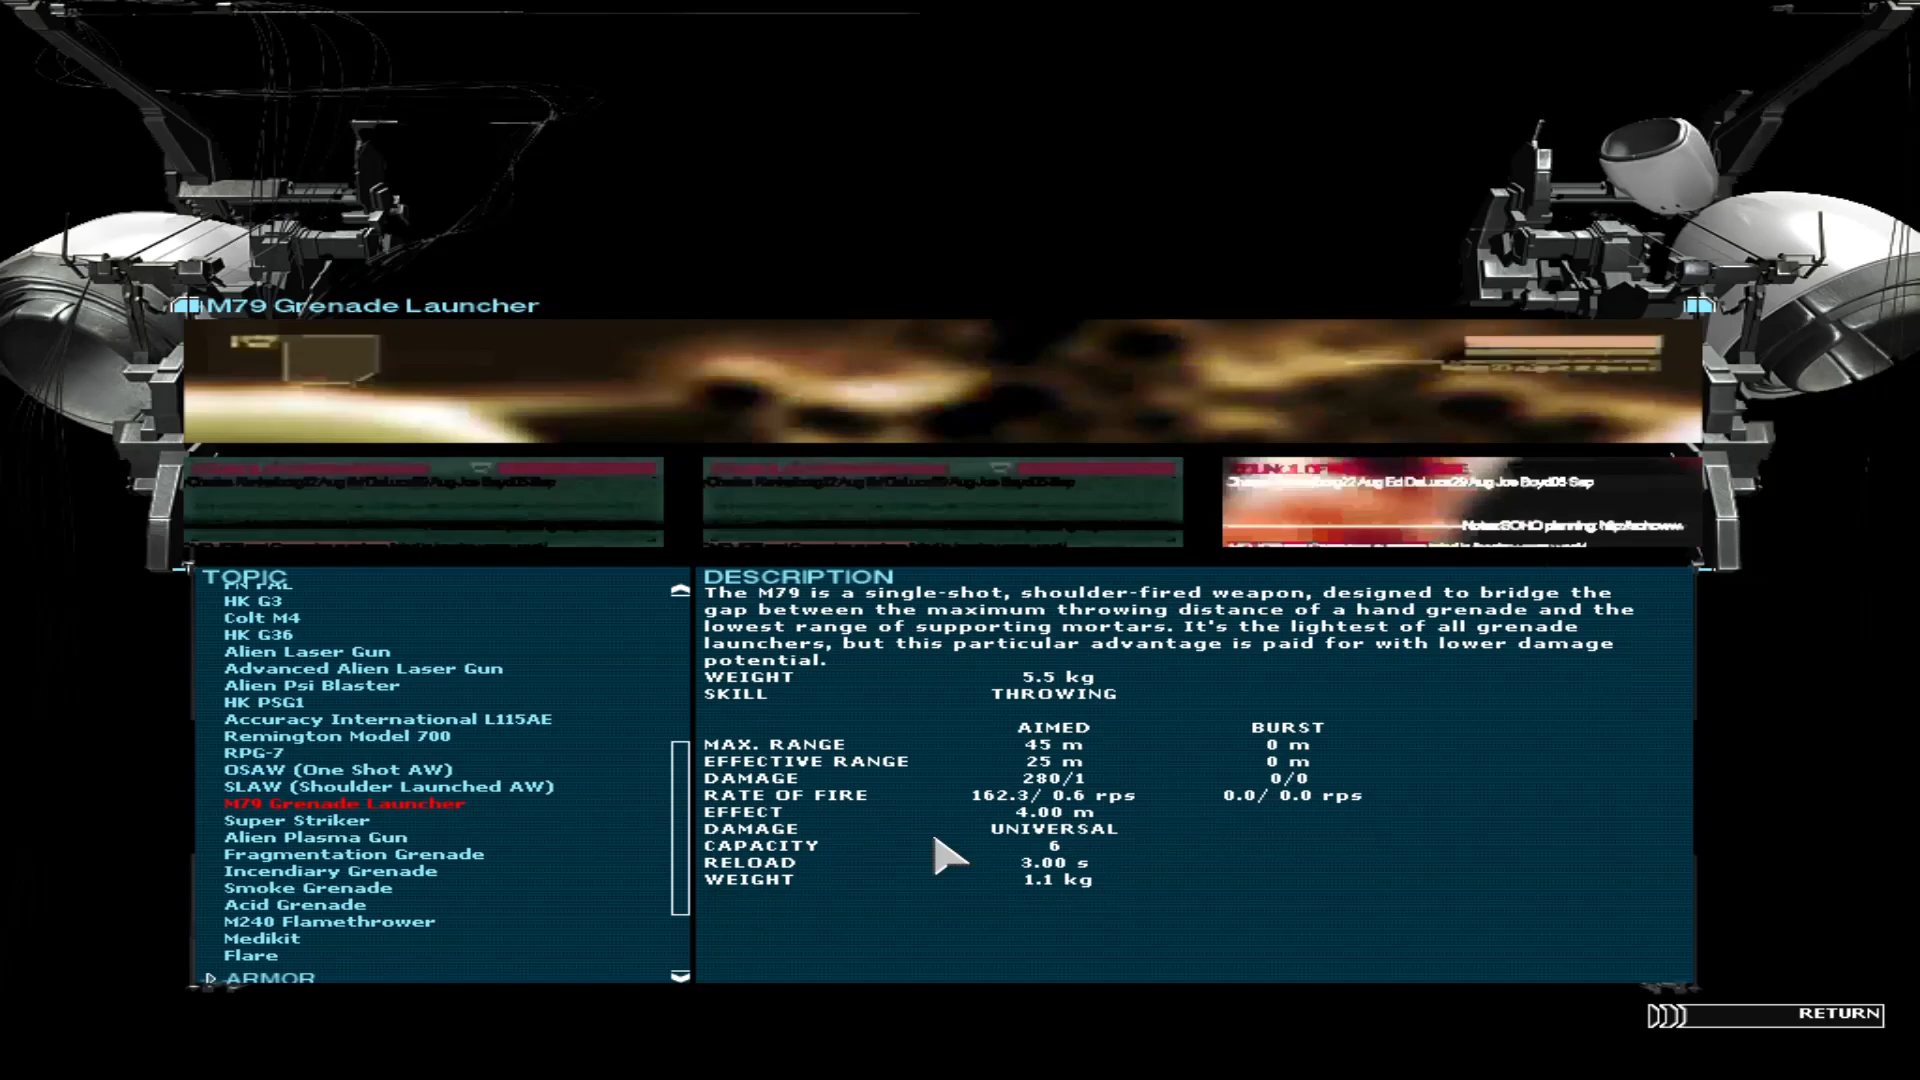 M79 Grenade Launcher
TOPIC
FN FAL
HK G3
Colt M4
HK G36
Alien Laser Gun
Advanced Alien Laser Gun
Alien Psi Blaster
HK PSG1
Accuracy International L115AE
Remington Model 700
RPG-7
OSAW (One Shot AW)
SLAW (Shoulder Launched AW)
M79 Grenade Launcher
Super Striker
Alien Plasma Gun
Fragmentation Grenade
Incendiary Grenade
Smoke Grenade
Acid Grenade
M240 Flamethrower
Medikit
Flare
ARMOR
DESCRIPTION
The M79 is a single-shot, shoulder-fired weapon, designed to bridge the
gap between the maximum throwing distance of a hand grenade and the
lowest range of supporting mortars. It's the lightest of all grenade
launchers, but this particular advantage is paid for with lower damage
potential.
WEIGHT 5.5 kg
SKILL THROWING
AIMED BURST
MAX. RANGE 45 m 0 m
EFFECTIVE RANGE 25 m 0 m
DAMAGE 280/1 0/0
RATE OF FIRE 162.3/ 0.6 rps 0.0/ 0.0 rps
EFFECT 4.00 m
DAMAGE UNIVERSAL
CAPACITY 6
RELOAD 3.00 s
WEIGHT 1.1 kg
RETURN